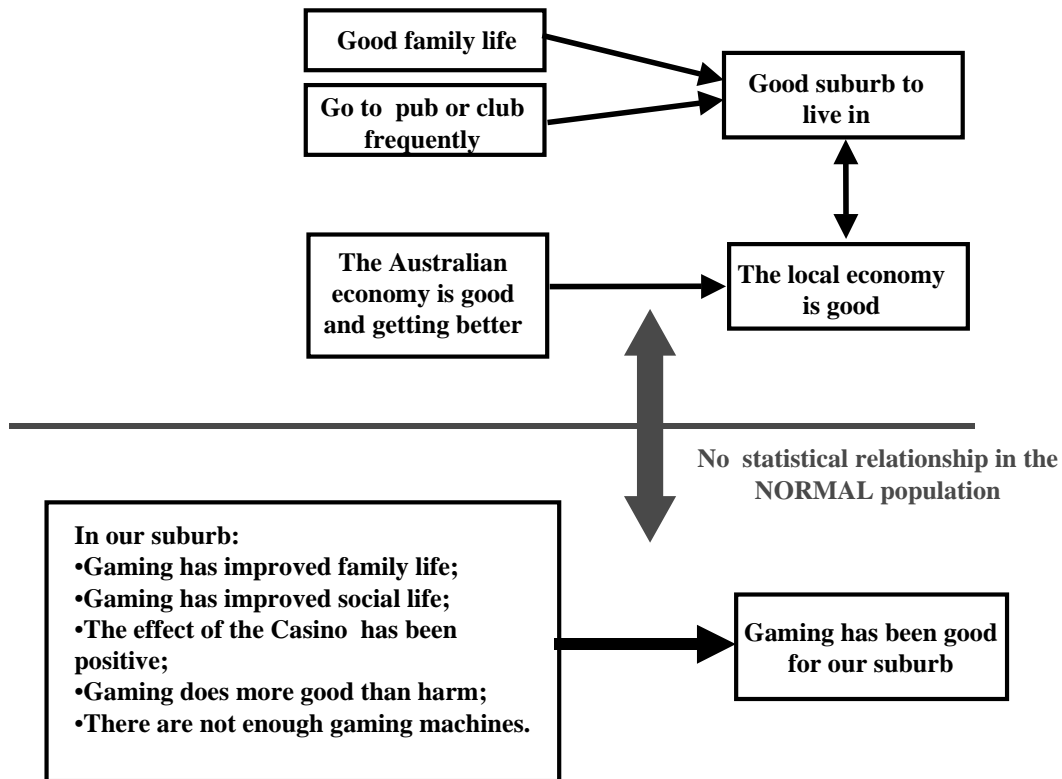 Good family life
Go to pub or club
frequently
Good suburb to
live in
The Australian
economy is good
and getting better
The local economy
is good
No statistical relationship in the
NORMAL population
In our suburb:
•Gaming has improved family life;
•Gaming has improved social life;
•The effect of the Casino has been
positive;
•Gaming does more good than harm;
•There are not enough gaming machines.
Gaming has been good
for our suburb